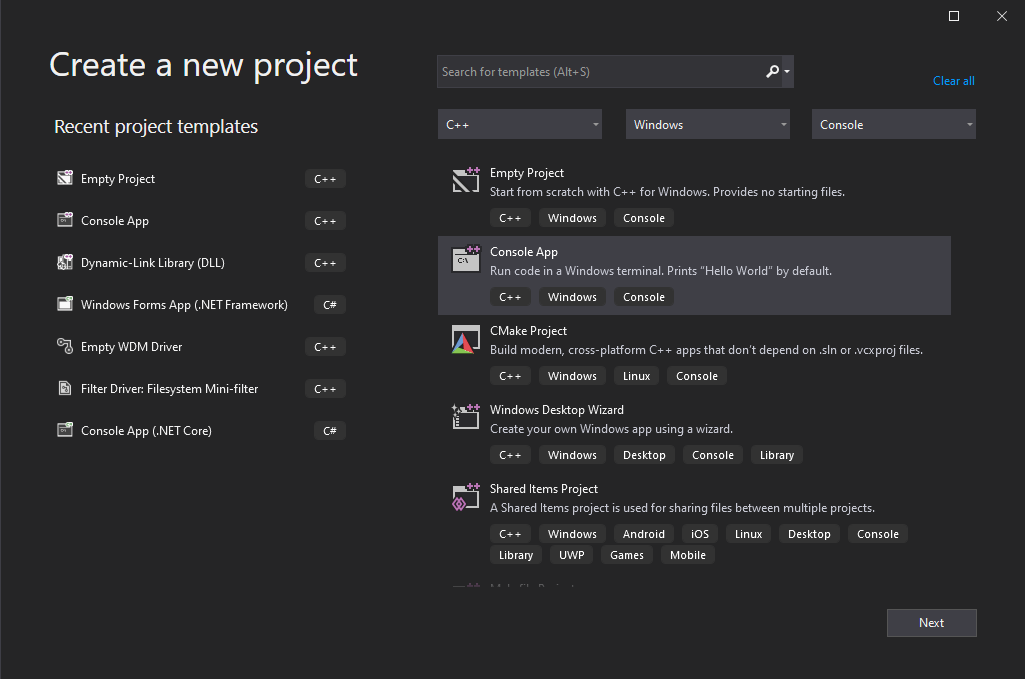 Create a new project
Search for templates (Alt+S)
Clear all
Recent project templates
C++ Windows Console
Empty Project C++
Console App C++
Dynamic-Link Library (DLL) C++
Windows Forms App (.NET Framework) C#
Empty WDM Driver C++
Filter Driver: Filesystem Mini-filter C++
Console App (.NET Core) C#
Empty Project
Start from scratch with C++ for Windows. Provides no starting files.
C++ Windows Console
Console App
Run code in a Windows terminal. Prints "Hello World" by default.
C++ Windows Console
CMake Project
Build modern, cross-platform C++ apps that don't depend on .sln or .vcxproj files.
C++ Windows Linux Console
Windows Desktop Wizard
Create your own Windows app using a wizard.
C++ Windows Desktop Console Library
Shared Items Project
A Shared Items project is used for sharing files between multiple projects.
C++ Windows Android iOS Linux Desktop Console
Library UWP Games Mobile
Next